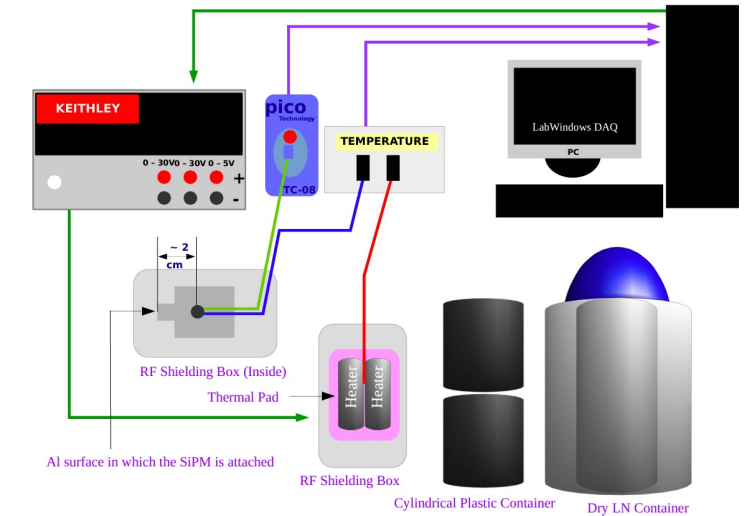 KEITHLEY
0 – 30V0 – 30V 0 – 5V
+
-
pico
Technology
TC-08
TEMPERATURE
LabWindows DAQ
PC
~ 2
cm
RF Shielding Box (Inside)
Thermal Pad
Heater
Heater
Al surface in which the SiPM is attached
RF Shielding Box
Cylindrical Plastic Container
Dry LN Container